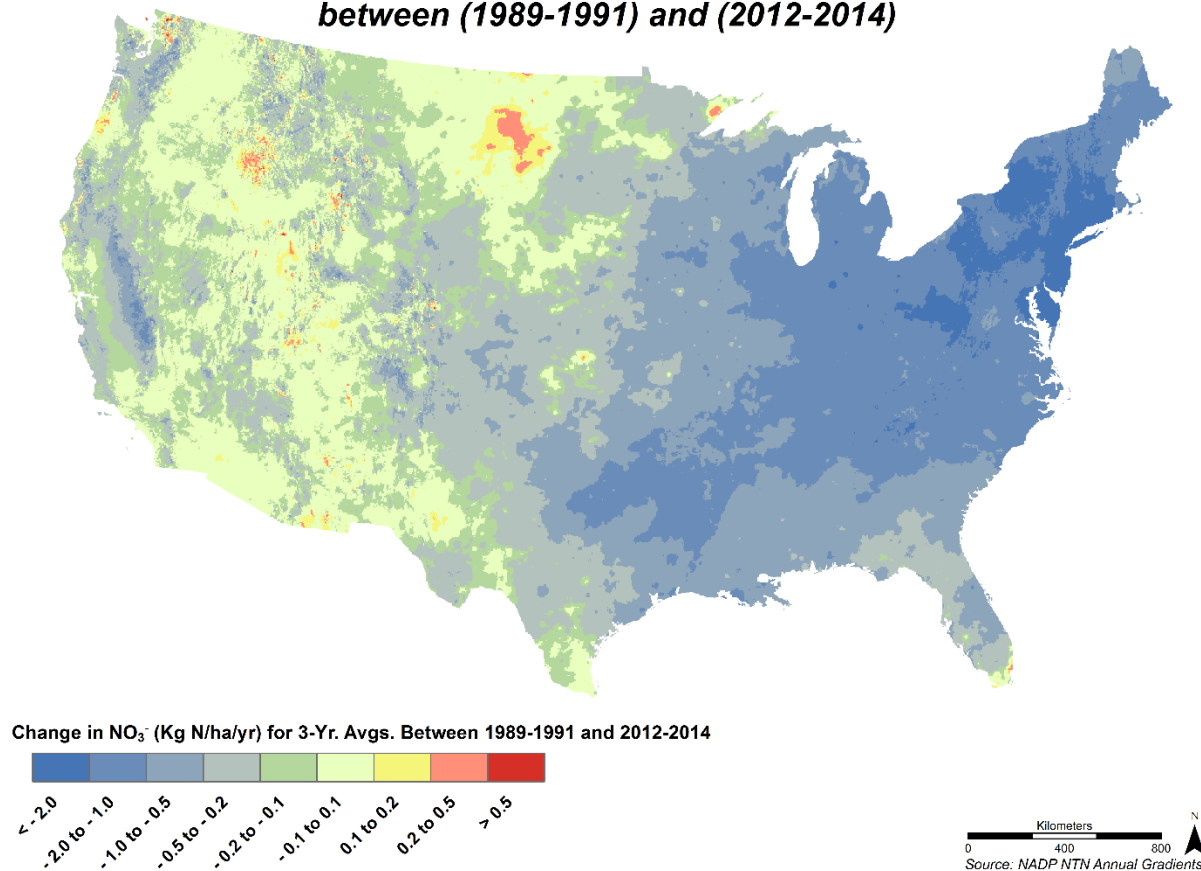 between (1989-1991) and (2012-2014)
Change in NO₃⁻ (Kg N/ha/yr) for 3-Yr. Avgs. Between 1989-1991 and 2012-2014
< - 2.0
- 2.0 to - 1.0
- 1.0 to - 0.5
- 0.5 to - 0.2
- 0.2 to - 0.1
- 0.1 to 0.1
0.1 to 0.2
0.2 to 0.5
> 0.5
N
Kilometers
0 400 800
Source: NADP NTN Annual Gradients